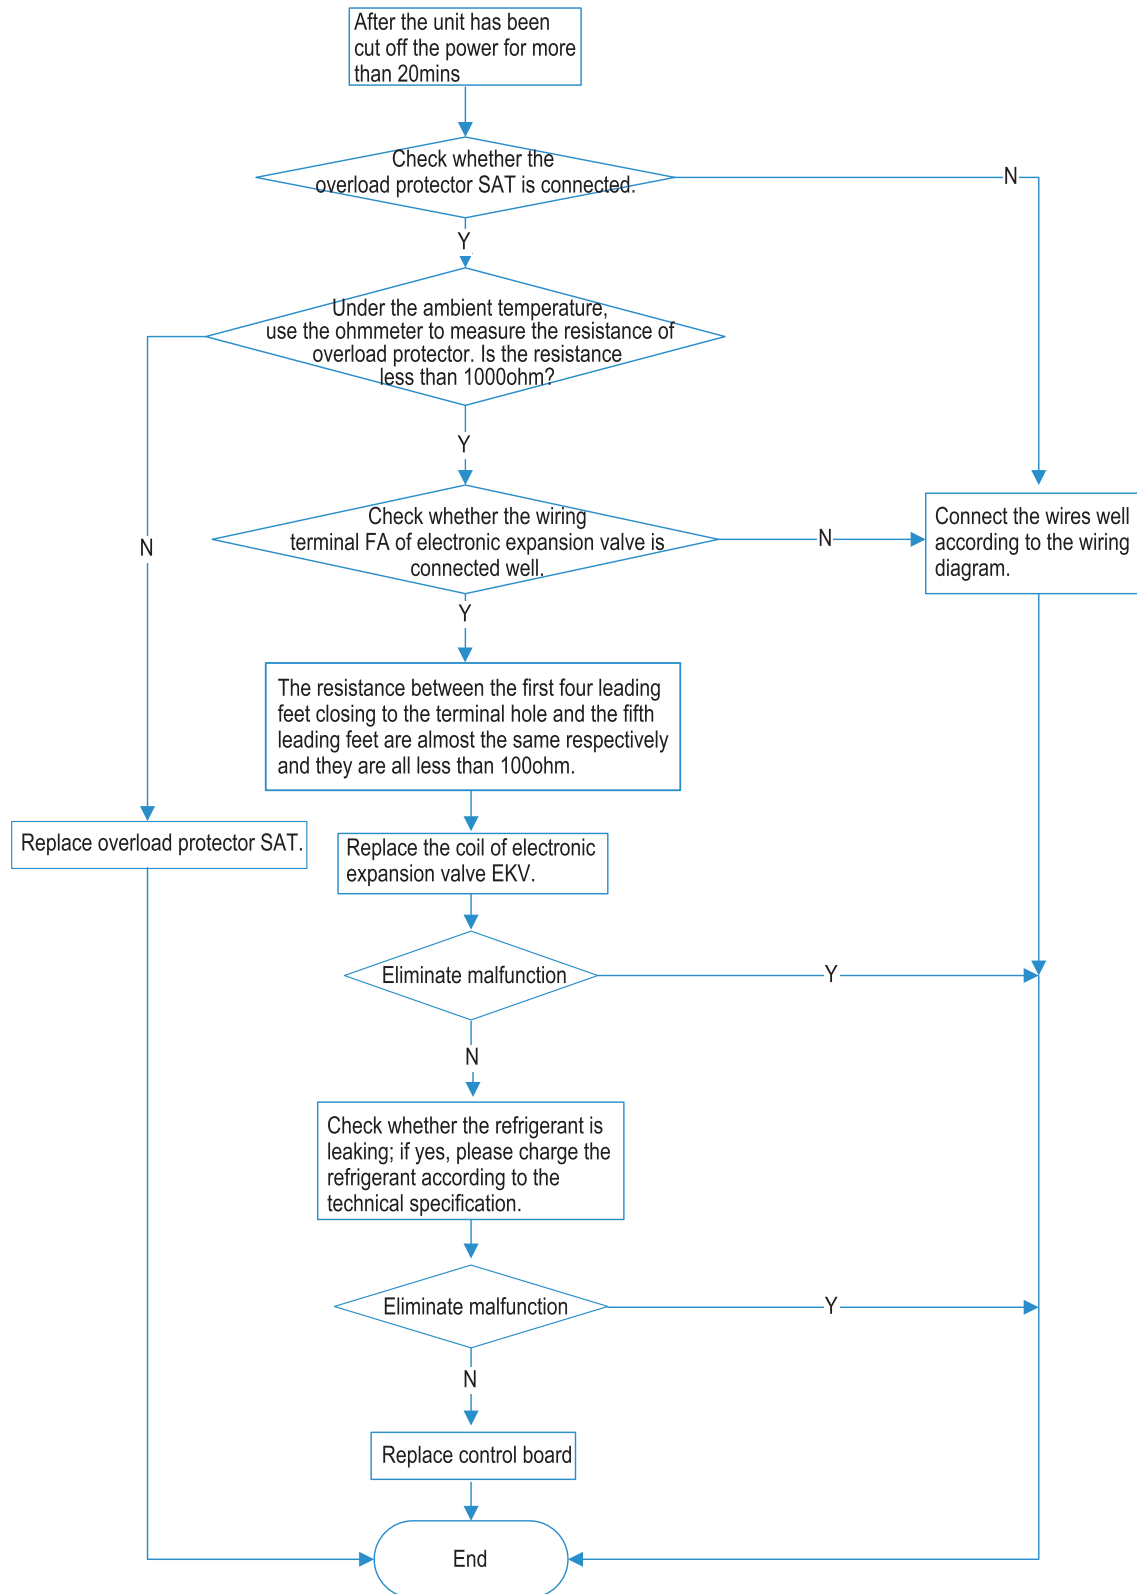 After the unit has been
cut off the power for more
than 20mins
Check whether the
overload protector SAT is connected.
N
Y
Under the ambient temperature,
use the ohmmeter to measure the resistance of
overload protector. Is the resistance
less than 1000ohm?
Y
N
Check whether the wiring
terminal FA of electronic expansion valve is
connected well.
N
Connect the wires well
according to the wiring
diagram.
Y
The resistance between the first four leading
feet closing to the terminal hole and the fifth
leading feet are almost the same respectively
and they are all less than 100ohm.
Replace overload protector SAT.
Replace the coil of electronic
expansion valve EKV.
Eliminate malfunction
Y
N
Check whether the refrigerant is
leaking; if yes, please charge the
refrigerant according to the
technical specification.
Eliminate malfunction
Y
N
Replace control board
End